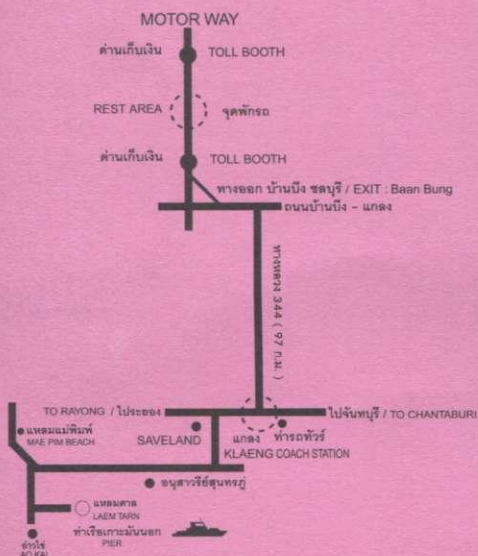 MOTOR WAY
ด่านเก็บเงิน TOLL BOOTH
REST AREA จุดพักรถ
ด่านเก็บเงิน TOLL BOOTH
ทางออก บ้านบึง ชลบุรี / EXIT : Baan Bung
ถนนบ้านบึง - แกลง
ทางหลวง 344 ( 97 ก.ม. )
TO RAYONG / ไประยอง
ไปจันทบุรี / TO CHANTABURI
แหลมแม่พิมพ์
MAE PIM BEACH
SAVELAND
แกลง ท่ารถทัวร์
KLAENG COACH STATION
อนุสาวรีย์สุนทรภู่
แหลมตาล
LAEM TARN
ท่าเรือเกาะมันนอก
PIER
อ่าวไข่
AO KAI